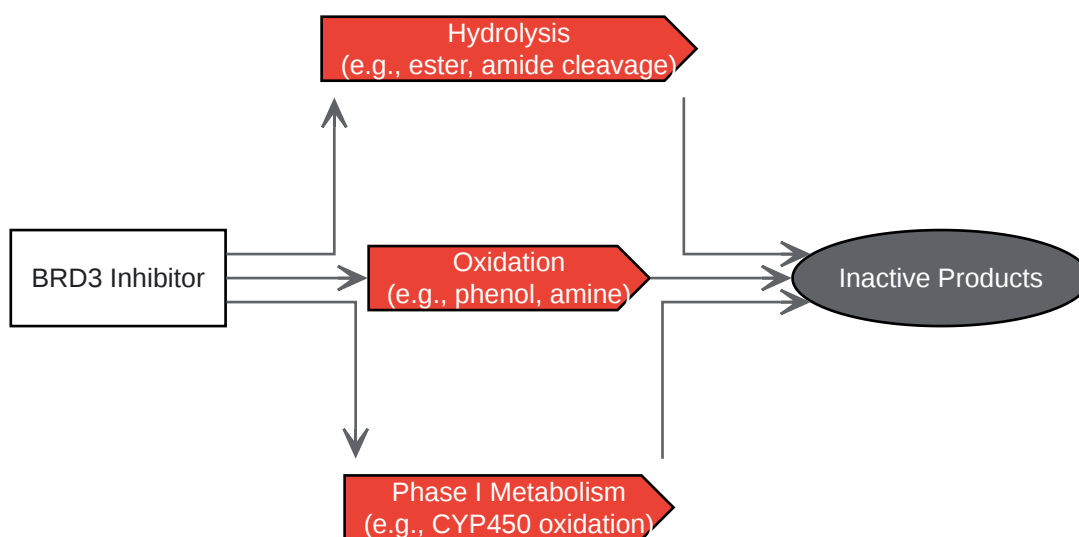 Hydrolysis
(e.g., ester, amide cleavage)
BRD3 Inhibitor
Oxidation
(e.g., phenol, amine)
Inactive Products
Phase I Metabolism
(e.g., CYP450 oxidation)